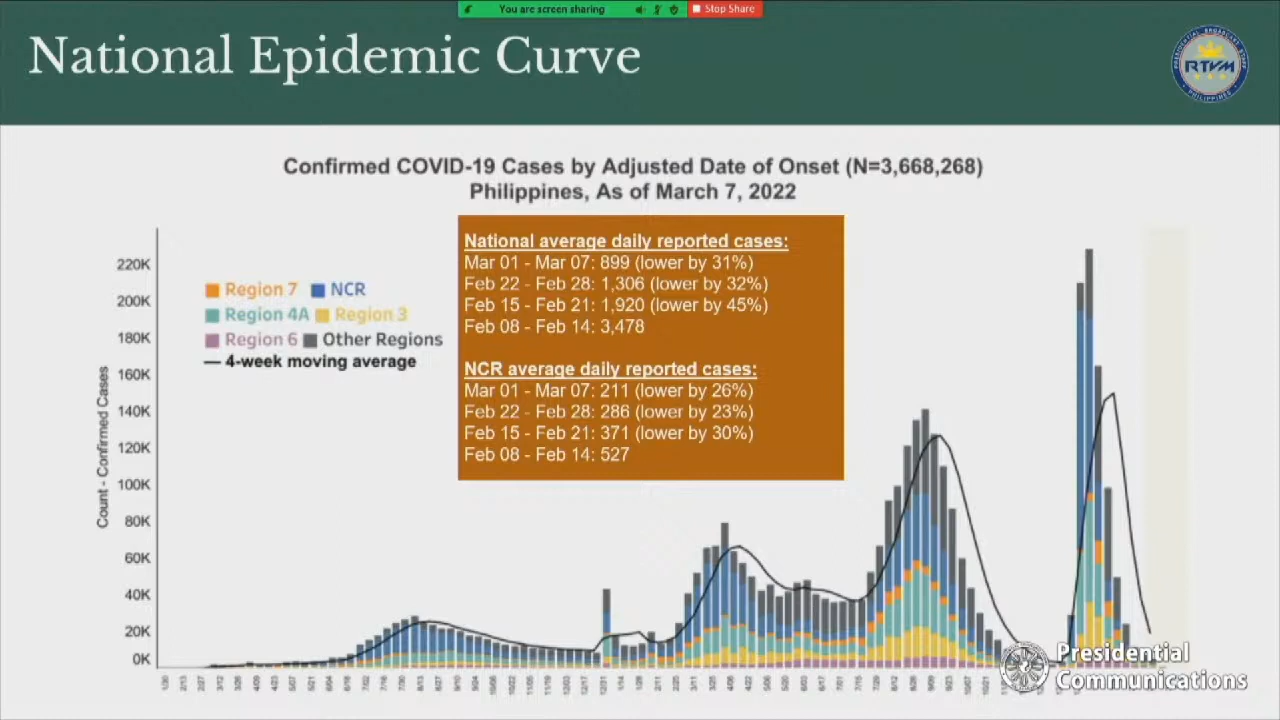 You are screen sharing
Stop Share
National Epidemic Curve
PRESIDENTIAL BROADCAST STAFF
RTVM
PHILIPPINES
Confirmed COVID-19 Cases by Adjusted Date of Onset (N=3,668,268)
Philippines, As of March 7, 2022
National average daily reported cases:
Mar 01 - Mar 07: 899 (lower by 31%)
Feb 22 - Feb 28: 1,306 (lower by 32%)
Feb 15 - Feb 21: 1,920 (lower by 45%)
Feb 08 - Feb 14: 3,478
NCR average daily reported cases:
Mar 01 - Mar 07: 211 (lower by 26%)
Feb 22 - Feb 28: 286 (lower by 23%)
Feb 15 - Feb 21: 371 (lower by 30%)
Feb 08 - Feb 14: 527
Region 7 NCR
Region 4A Region 3
Region 6 Other Regions
4-week moving average
Count - Confirmed Cases
220K
200K
180K
160K
140K
120K
100K
80K
60K
40K
20K
0K
Presidential
Communications